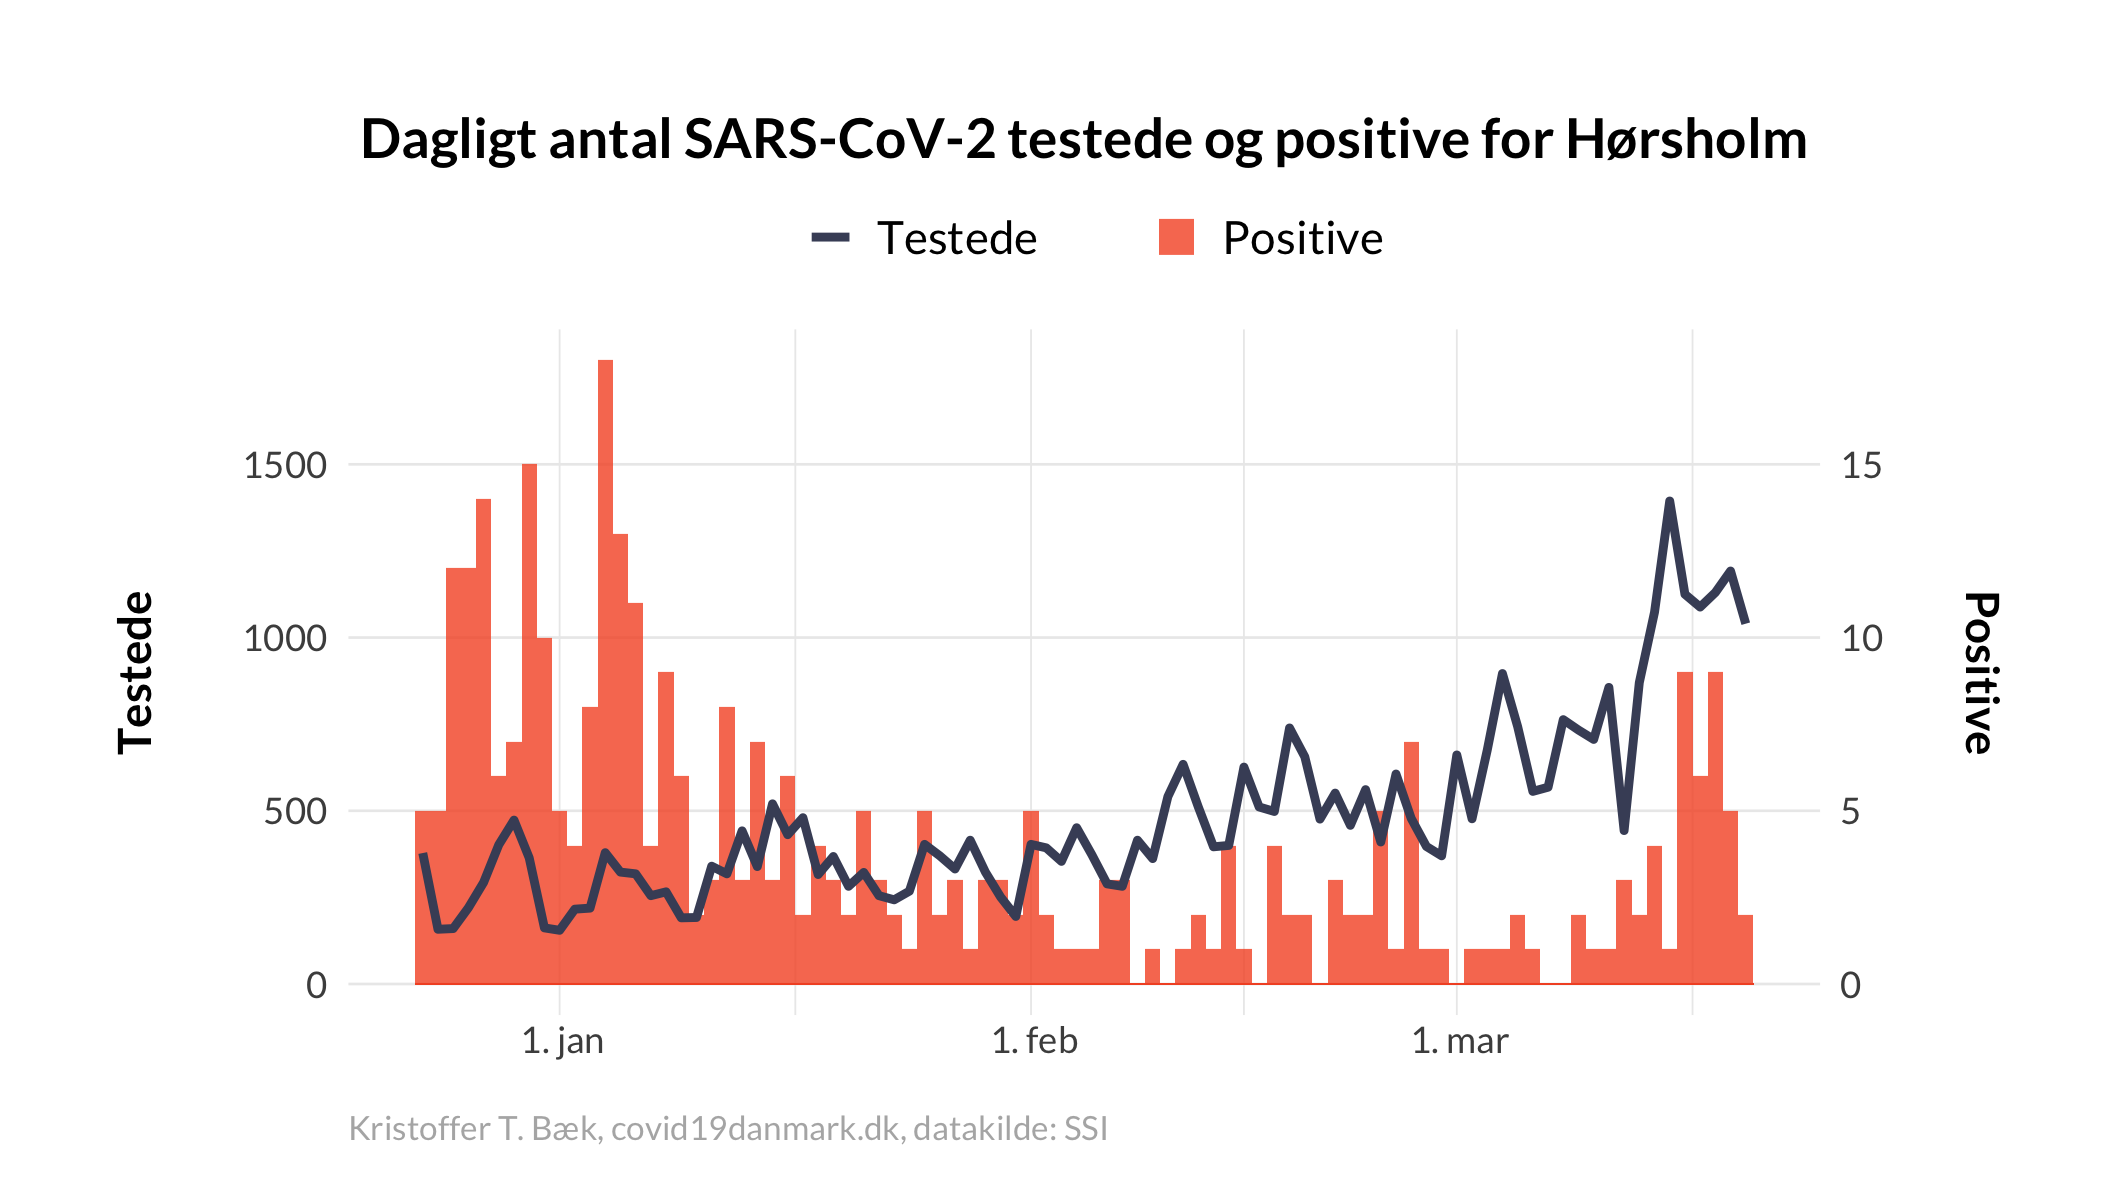 Dagligt antal SARS-CoV-2 testede og positive for Hørsholm
Testede
Positive
1500
1000
500
0
Testede
15
10
5
0
Positive
1. jan
1. feb
1. mar
Kristoffer T. Bæk, covid19danmark.dk, datakilde: SSI